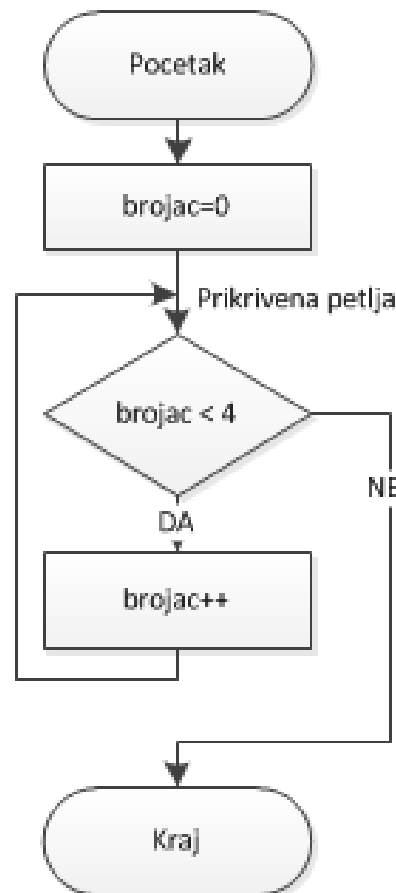 Pocetak
brojac=0
Prikrivena petlja
brojac < 4
NE
DA
brojac++
Kraj